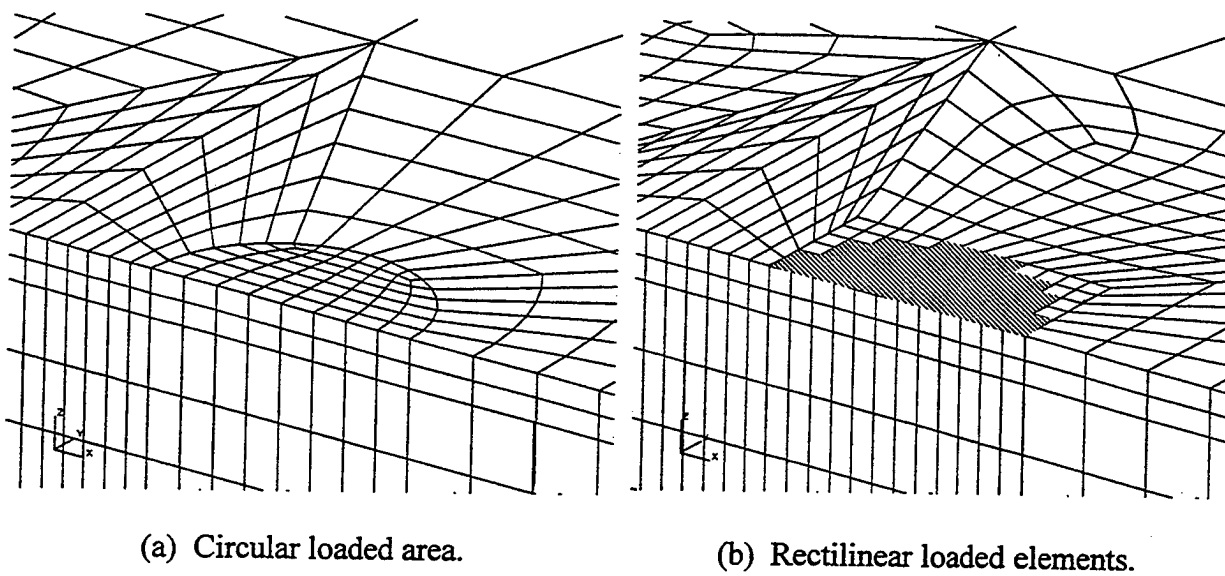 Z
Y
X
Z
X
(a) Circular loaded area.
(b) Rectilinear loaded elements.